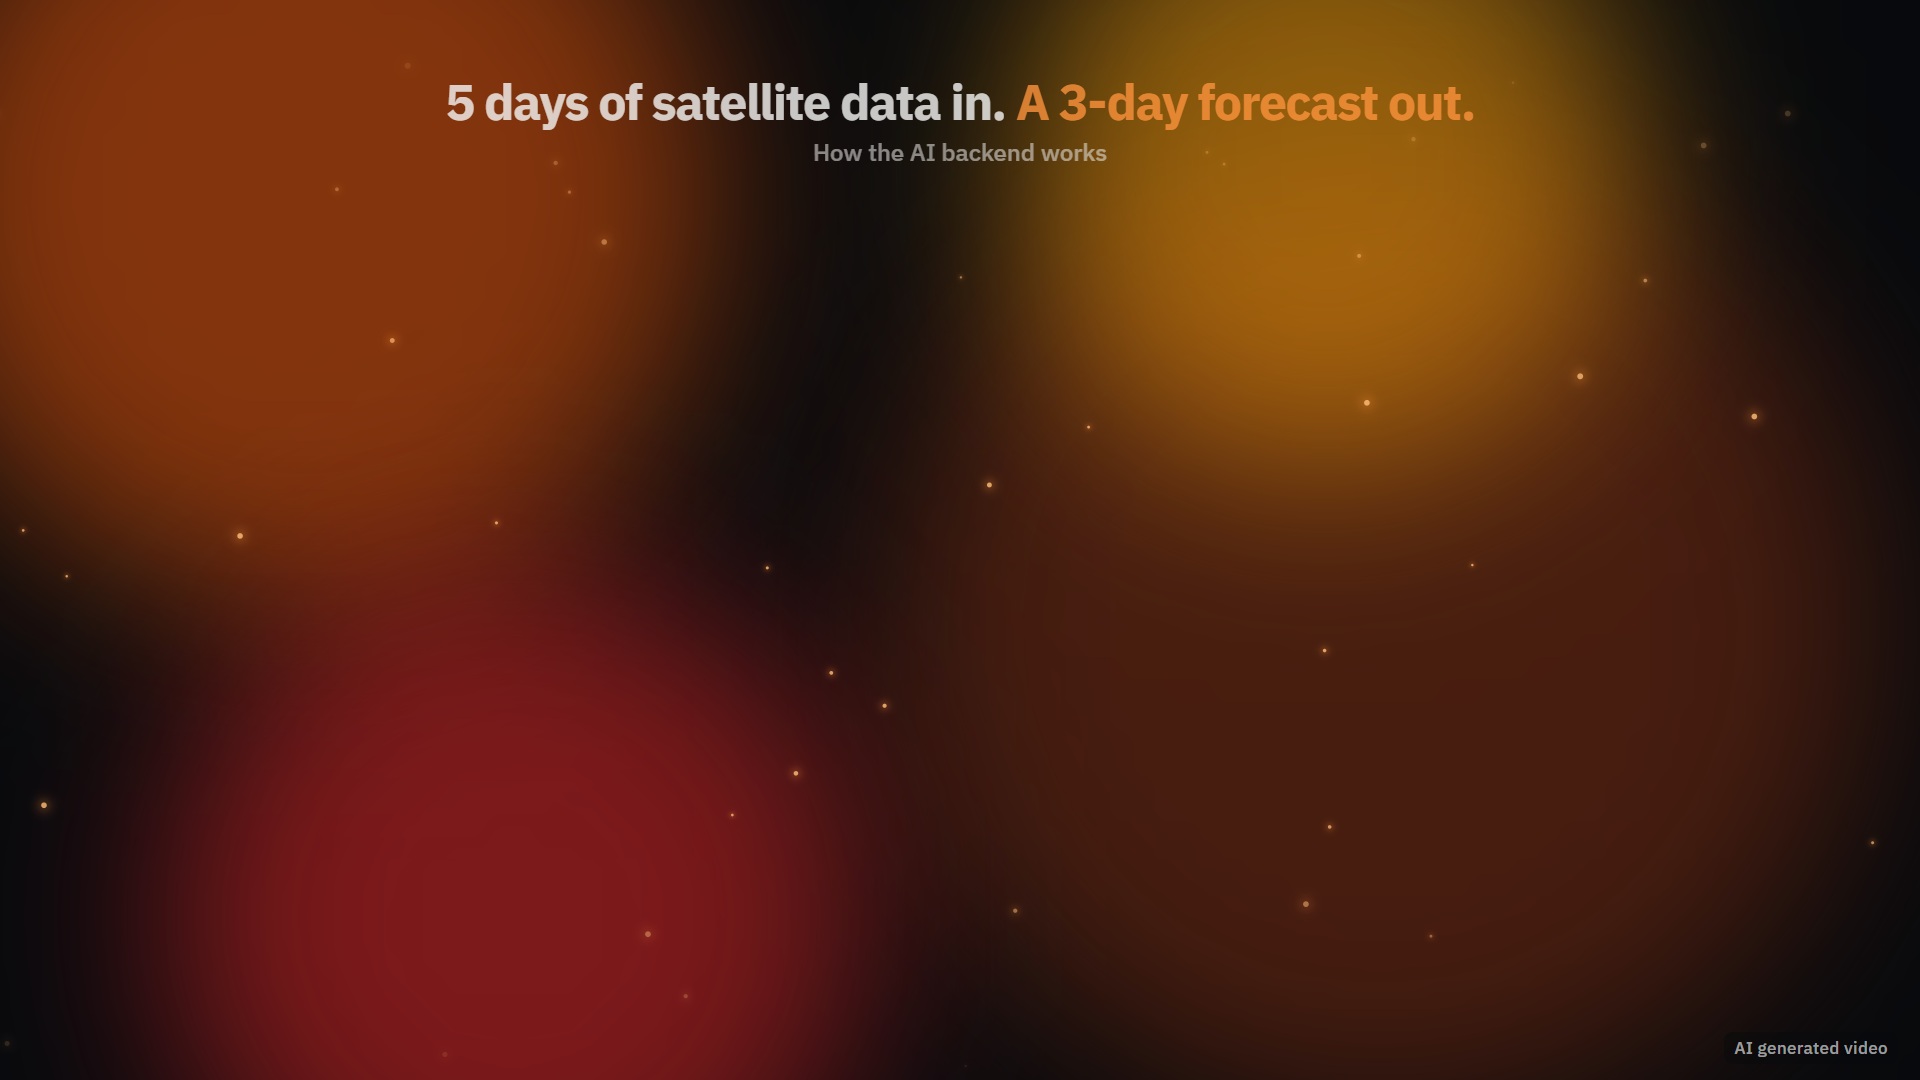 5 days of satellite data in. A 3-day forecast out.
How the AI backend works
AI generated video